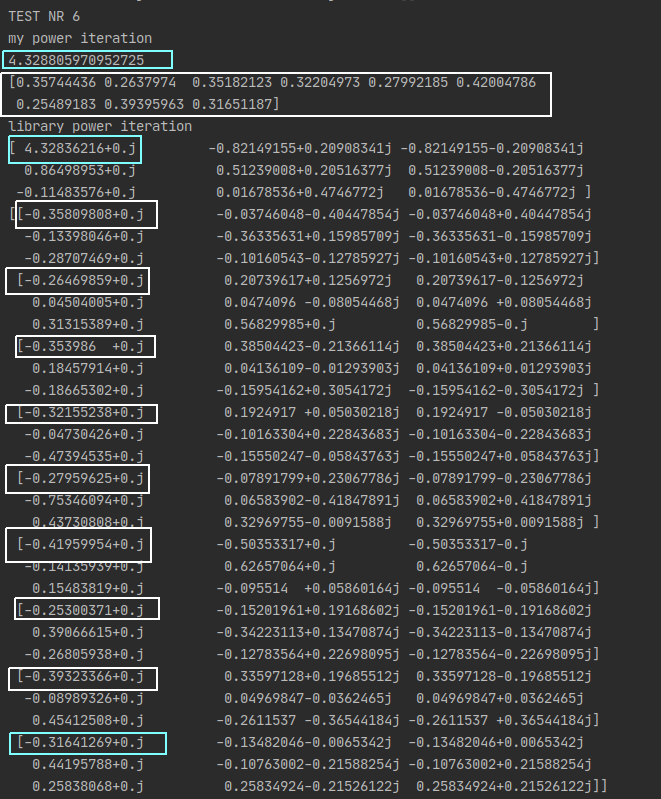 TEST NR 6
my power iteration
4.328805970952725
[0.35744436 0.2637974  0.35182123 0.32204973 0.27992185 0.42004786
 0.25489183 0.39395963 0.31651187]
library power iteration
[ 4.32836216+0.j         -0.82149155+0.20908341j -0.82149155-0.20908341j
  0.86498953+0.j          0.51239008+0.20516377j  0.51239008-0.20516377j
 -0.11483576+0.j          0.01678536+0.4746772j   0.01678536-0.4746772j ]
[[-0.35809808+0.j         -0.03746048-0.40447854j -0.03746048+0.40447854j
  -0.13398046+0.j         -0.36335631+0.15985709j -0.36335631-0.15985709j
  -0.28707469+0.j         -0.10160543-0.12785927j -0.10160543+0.12785927j]
 [-0.26469859+0.j          0.20739617+0.1256972j   0.20739617-0.1256972j
   0.04504005+0.j          0.0474096 -0.08054468j  0.0474096 +0.08054468j
   0.31315389+0.j          0.56829985+0.j          0.56829985-0.j        ]
 [-0.353986  +0.j          0.38504423-0.21366114j  0.38504423+0.21366114j
   0.18457914+0.j          0.04136109-0.01293903j  0.04136109+0.01293903j
  -0.18665302+0.j         -0.15954162+0.3054172j  -0.15954162-0.3054172j ]
 [-0.32155238+0.j          0.1924917 +0.05030218j  0.1924917 -0.05030218j
  -0.04730426+0.j         -0.10163304+0.22843683j -0.10163304-0.22843683j
  -0.47394535+0.j         -0.15550247-0.05843763j -0.15550247+0.05843763j]
 [-0.27959625+0.j         -0.07891799+0.23067786j -0.07891799-0.23067786j
  -0.75346094+0.j          0.06583902-0.41847891j  0.06583902+0.41847891j
   0.43730808+0.j          0.32969755-0.0091588j   0.32969755+0.0091588j ]
 [-0.41959954+0.j         -0.50353317+0.j         -0.50353317-0.j
  -0.14135939+0.j          0.62657064+0.j          0.62657064-0.j
   0.15483819+0.j         -0.095514  +0.05860164j -0.095514  -0.05860164j]
 [-0.25300371+0.j         -0.15201961+0.19168602j -0.15201961-0.19168602j
   0.39066615+0.j         -0.34223113+0.13470874j -0.34223113-0.13470874j
  -0.26805938+0.j         -0.12783564+0.22698095j -0.12783564-0.22698095j]
 [-0.39323366+0.j          0.33597128+0.19685512j  0.33597128-0.19685512j
  -0.08989326+0.j          0.04969847-0.0362465j   0.04969847+0.0362465j
   0.45412508+0.j         -0.2611537 -0.36544184j -0.2611537 +0.36544184j]
 [-0.31641269+0.j         -0.13482046-0.0065342j  -0.13482046+0.0065342j
   0.44195788+0.j         -0.10763002-0.21588254j -0.10763002+0.21588254j
   0.25838068+0.j          0.25834924-0.21526122j  0.25834924+0.21526122j]]